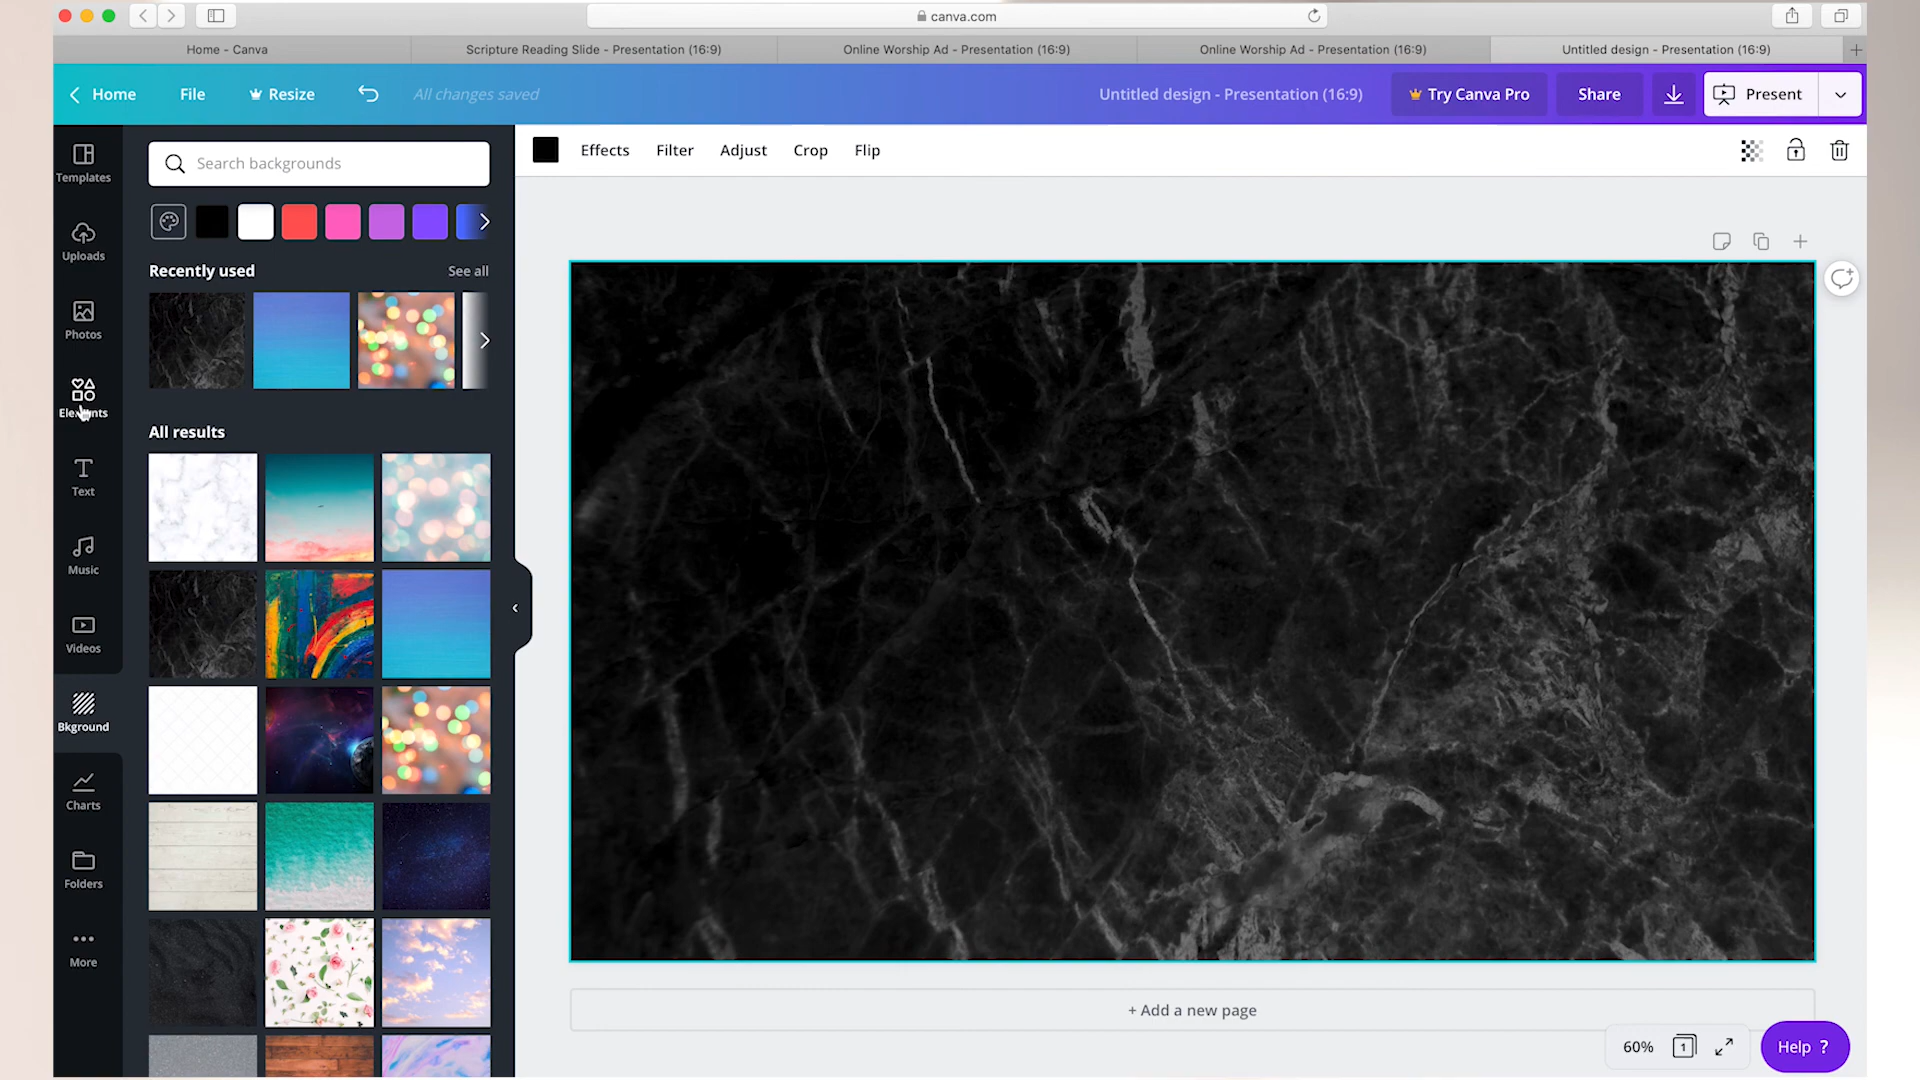 canva.com
Home - Canva
Scripture Reading Slide - Presentation (16:9)
Online Worship Ad - Presentation (16:9)
Online Worship Ad - Presentation (16:9)
Untitled design - Presentation (16:9)
Home
File
Resize
All changes saved
Untitled design - Presentation (16:9)
Try Canva Pro
Share
Present
Templates
Uploads
Photos
Elements
Text
Music
Videos
Bkground
Charts
Folders
More
Search backgrounds
Recently used
See all
All results
Effects
Filter
Adjust
Crop
Flip
+ Add a new page
60%
1
Help ?